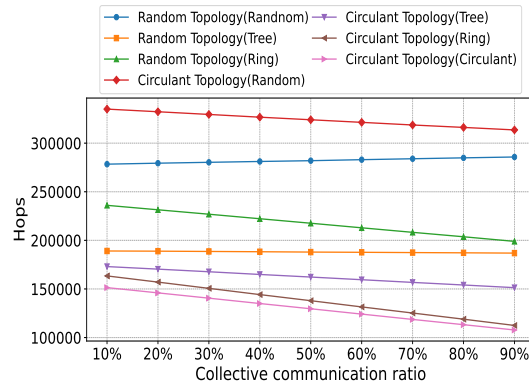 Random Topology(Randnom)
Random Topology(Tree)
Random Topology(Ring)
Circulant Topology(Random)
Circulant Topology(Tree)
Circulant Topology(Ring)
Circulant Topology(Circulant)
Hops
300000
250000
200000
150000
100000
10% 20% 30% 40% 50% 60% 70% 80% 90%
Collective communication ratio